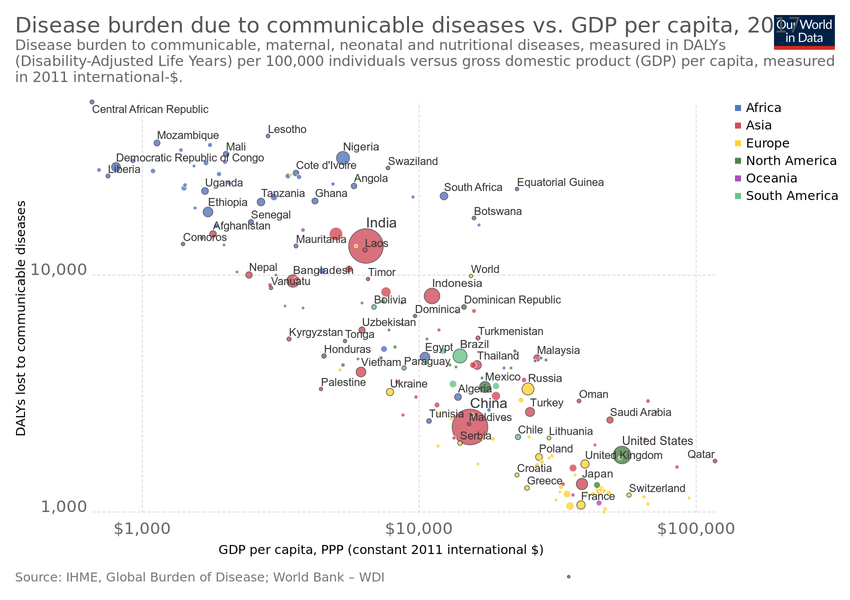 Disease burden due to communicable diseases vs. GDP per capita, 2017
Our World
in Data
Disease burden to communicable, maternal, neonatal and nutritional diseases, measured in DALYs
(Disability-Adjusted Life Years) per 100,000 individuals versus gross domestic product (GDP) per capita, measured
in 2011 international-$.
Central African Republic
Africa
Asia
Europe
North America
Oceania
South America
Lesotho
Mozambique
Mali
Nigeria
Democratic Republic of Congo
Cote d'Ivoire
Swaziland
Liberia
Angola
Uganda
Tanzania
Ghana
South Africa
Equatorial Guinea
Ethiopia
Senegal
Botswana
Afghanistan
India
Comoros
Mauritania
Laos
Nepal
Bangladesh
Timor
World
10,000
Vanuatu
Indonesia
Bolivia
Dominican Republic
Dominica
Uzbekistan
Kyrgyzstan
Tonga
Turkmenistan
Honduras
Egypt
Brazil
Malaysia
Vietnam
Paraguay
Thailand
Palestine
Ukraine
Algeria
Mexico
Russia
China
Oman
Tunisia
Maldives
Turkey
Saudi Arabia
Serbia
Chile
Lithuania
United States
Poland
United Kingdom
Qatar
Croatia
Japan
Greece
France
Switzerland
1,000
$1,000
$10,000
$100,000
DALYs lost to communicable diseases
GDP per capita, PPP (constant 2011 international $)
Source: IHME, Global Burden of Disease; World Bank – WDI